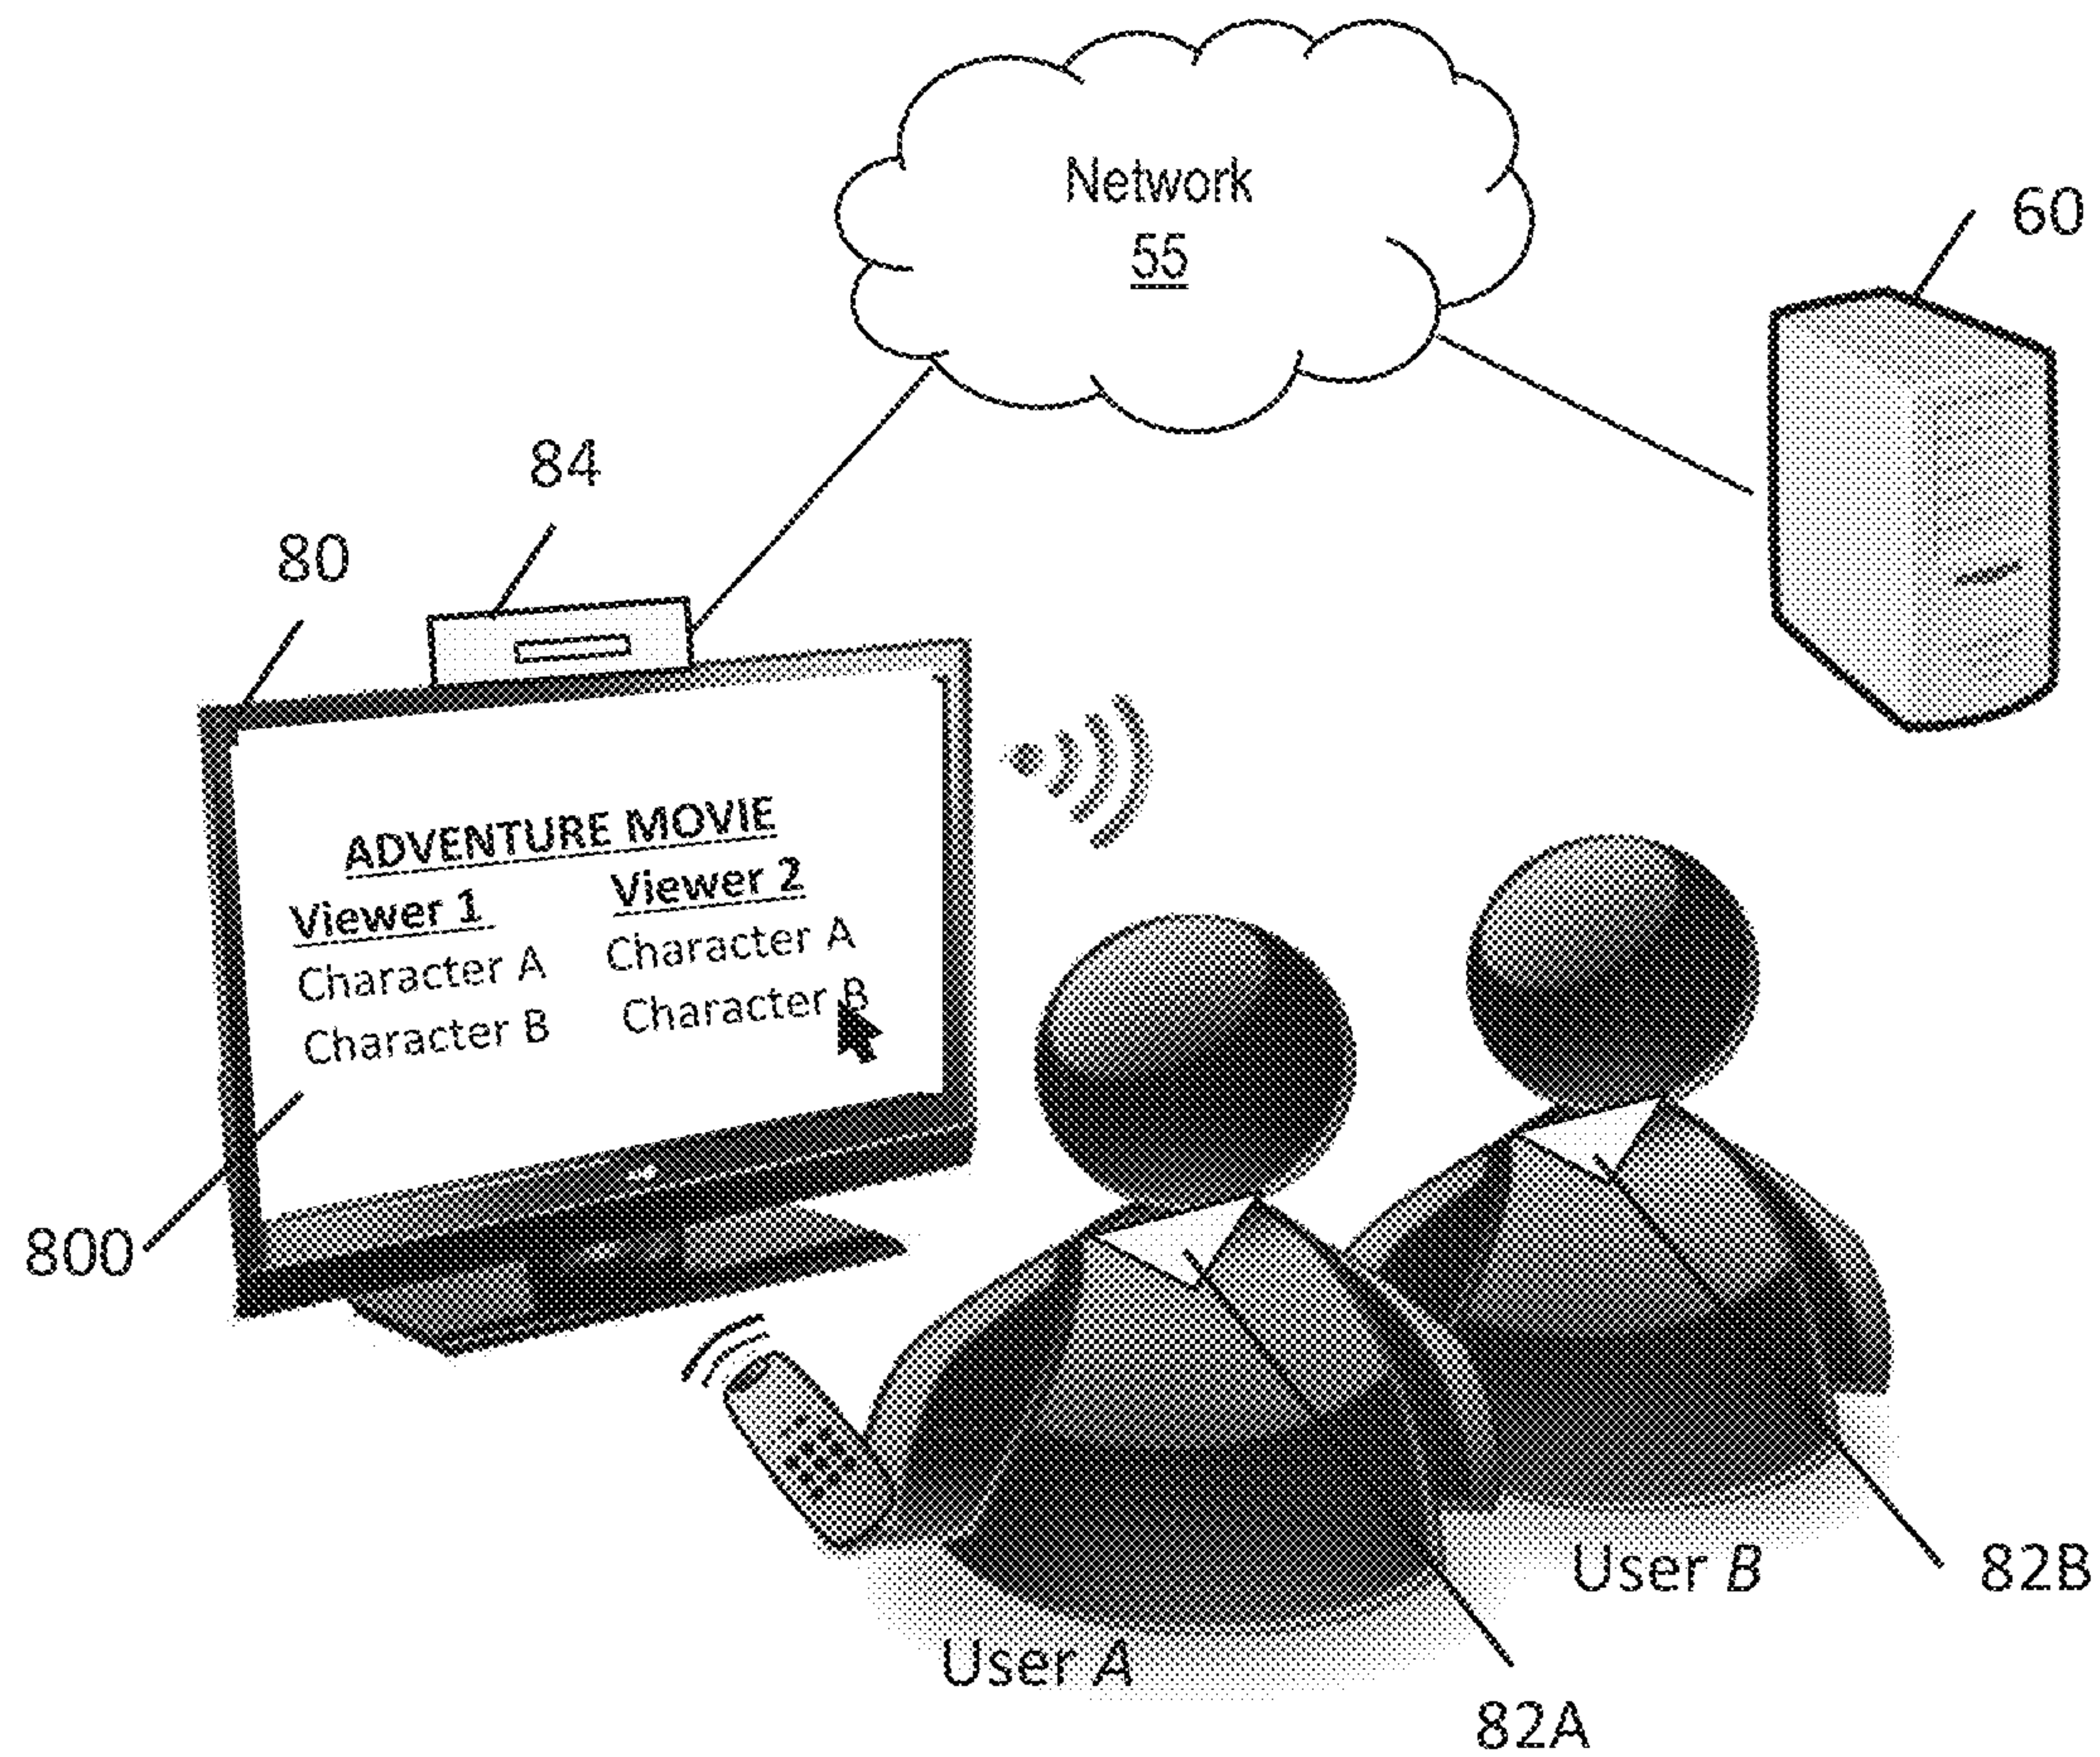 Network
55
60
84
80
ADVENTURE MOVIE
Viewer 1 Viewer 2
Character A Character A
Character B Character B
800
User B
82B
User A
82A